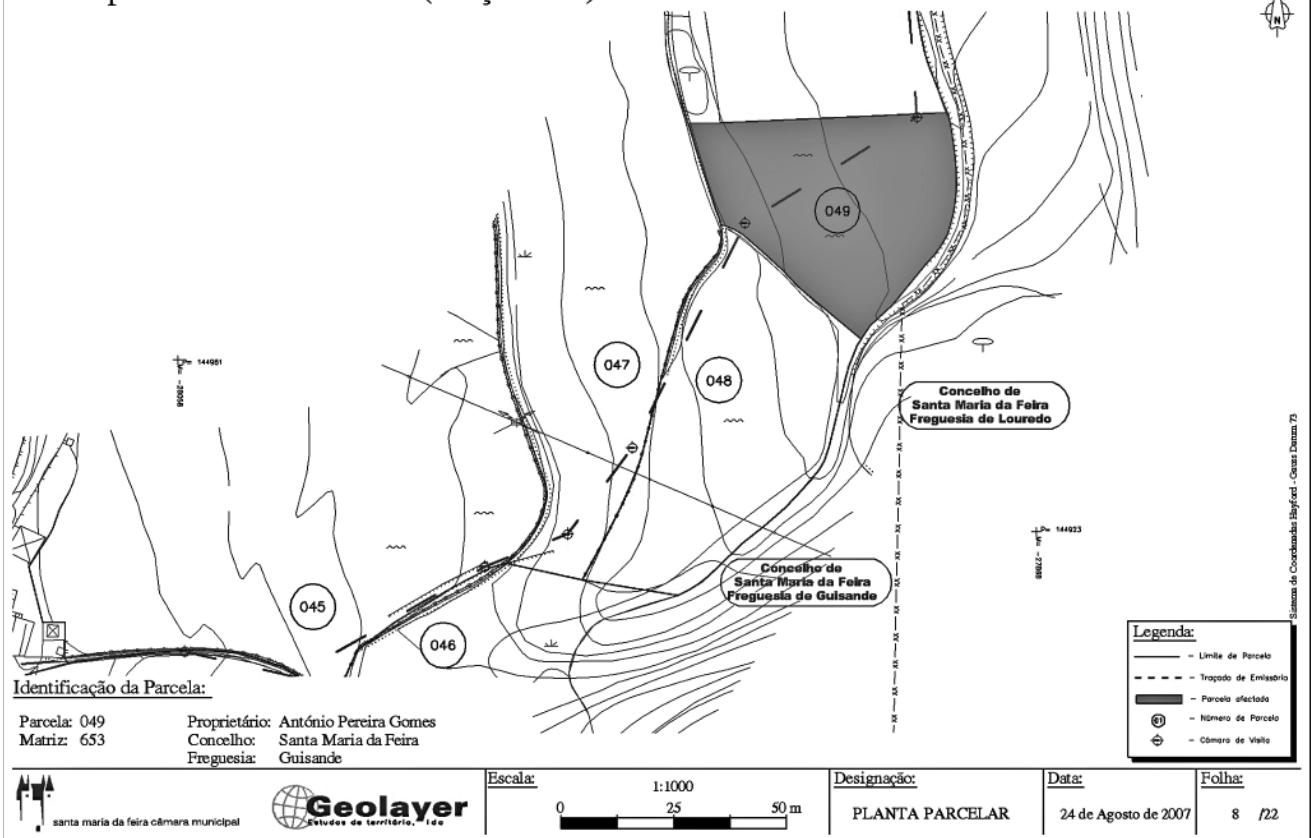 N
049
047
048
P= 144961
M= -28058
Concelho de
Santa Maria da Feira
Freguesia de Louredo
P= 144923
M= -27888
Concelho de
Santa Maria da Feira
Freguesia de Guisande
045
046
Sistema de Coordenadas Hayford - Gauss Datum 73
Legenda:
- Limite de Parcela
- Traçado de Emissário
- Parcela afectada
- Número de Parcela
- Câmara de Visita
Identificação da Parcela:
Parcela: 049
Proprietário: António Pereira Gomes
Matriz: 653
Concelho: Santa Maria da Feira
Freguesia: Guisande
santa maria da feira câmara municipal
Geolayer
Estudos de território, lda
Escala:
1:1000
0 25 50 m
Designação:
PLANTA PARCELAR
Data:
24 de Agosto de 2007
Folha:
8 /22